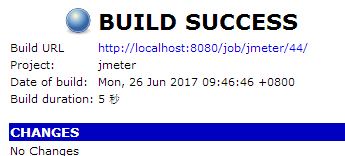 BUILD SUCCESS
Build URL http://localhost:8080/job/jmeter/44/
Project: jmeter
Date of build: Mon, 26 Jun 2017 09:46:46 +0800
Build duration: 5 秒
CHANGES
No Changes